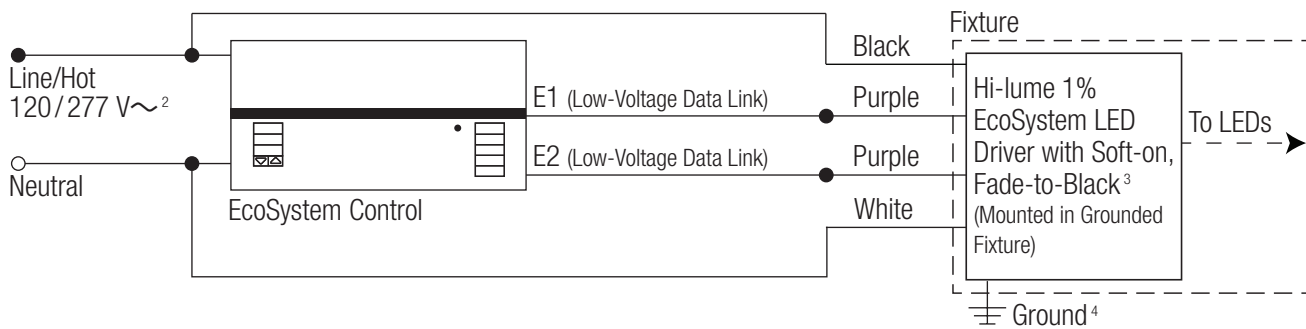 Fixture
Black
Line/Hot
120/277 V~ 2
E1 (Low-Voltage Data Link)
Purple
Hi-lume 1%
EcoSystem LED
Driver with Soft-on,
Fade-to-Black 3
(Mounted in Grounded
Fixture)
To LEDs
E2 (Low-Voltage Data Link)
Purple
Neutral
EcoSystem Control
White
Ground 4